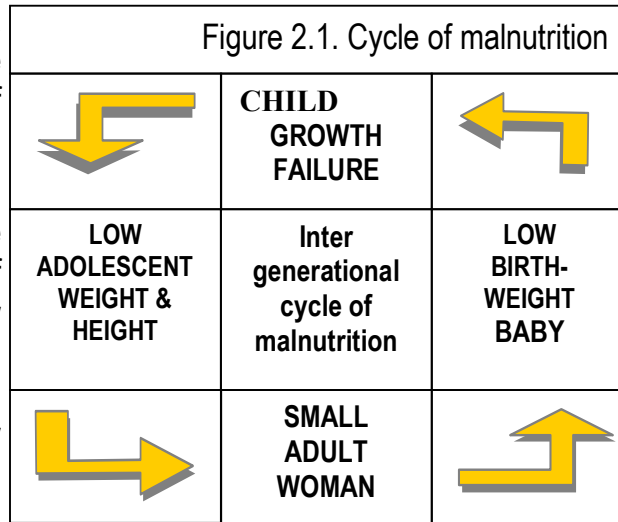 Figure 2.1. Cycle of malnutrition
CHILD
GROWTH
FAILURE
LOW
ADOLESCENT
WEIGHT &
HEIGHT
Inter
generational
cycle of
malnutrition
LOW
BIRTH-
WEIGHT
BABY
SMALL
ADULT
WOMAN